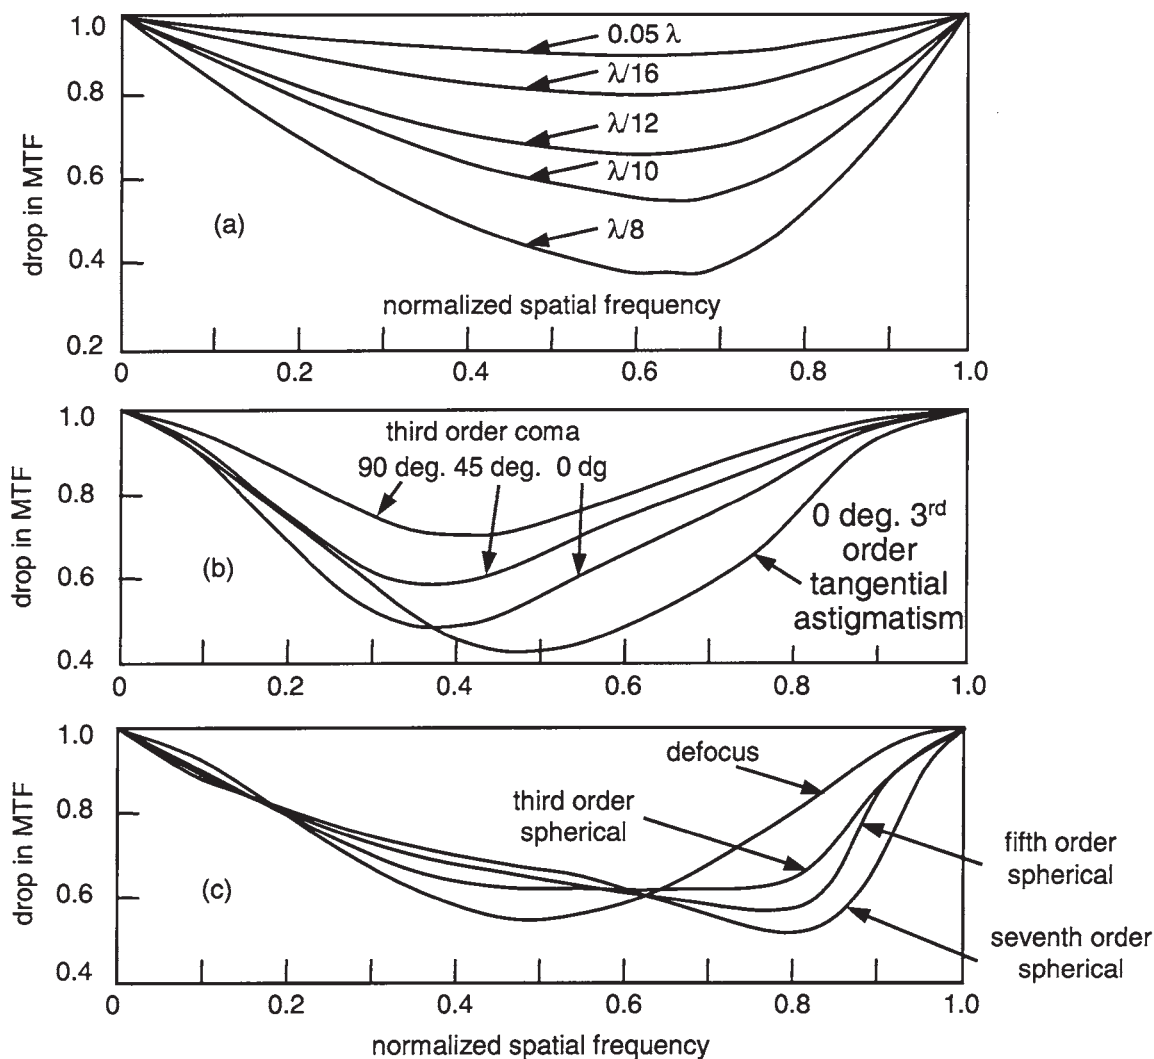 1.0
0.8
0.6
0.4
0.2
drop in MTF
(a)
0.05 λ
λ/16
λ/12
λ/10
λ/8
normalized spatial frequency
0
0.2
0.4
0.6
0.8
1.0
1.0
0.8
0.6
0.4
drop in MTF
(b)
third order coma
90 deg. 45 deg. 0 dg
0 deg. 3rd
order
tangential
astigmatism
0
0.2
0.4
0.6
0.8
1.0
1.0
0.8
0.6
0.4
drop in MTF
(c)
defocus
third order
spherical
fifth order
spherical
seventh order
spherical
0
0.2
0.4
0.6
0.8
1.0
normalized spatial frequency